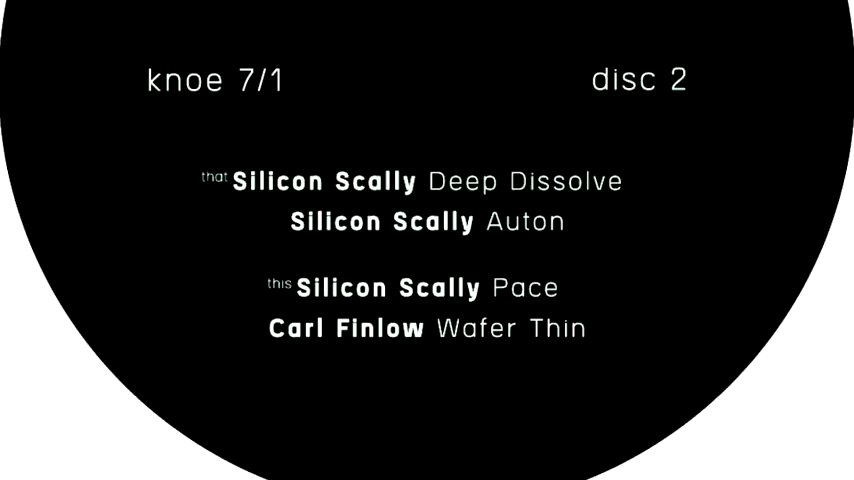 knoe 7/1 disc 2
that Silicon Scally Deep Dissolve
Silicon Scally Auton
this Silicon Scally Pace
Carl Finlow Wafer Thin